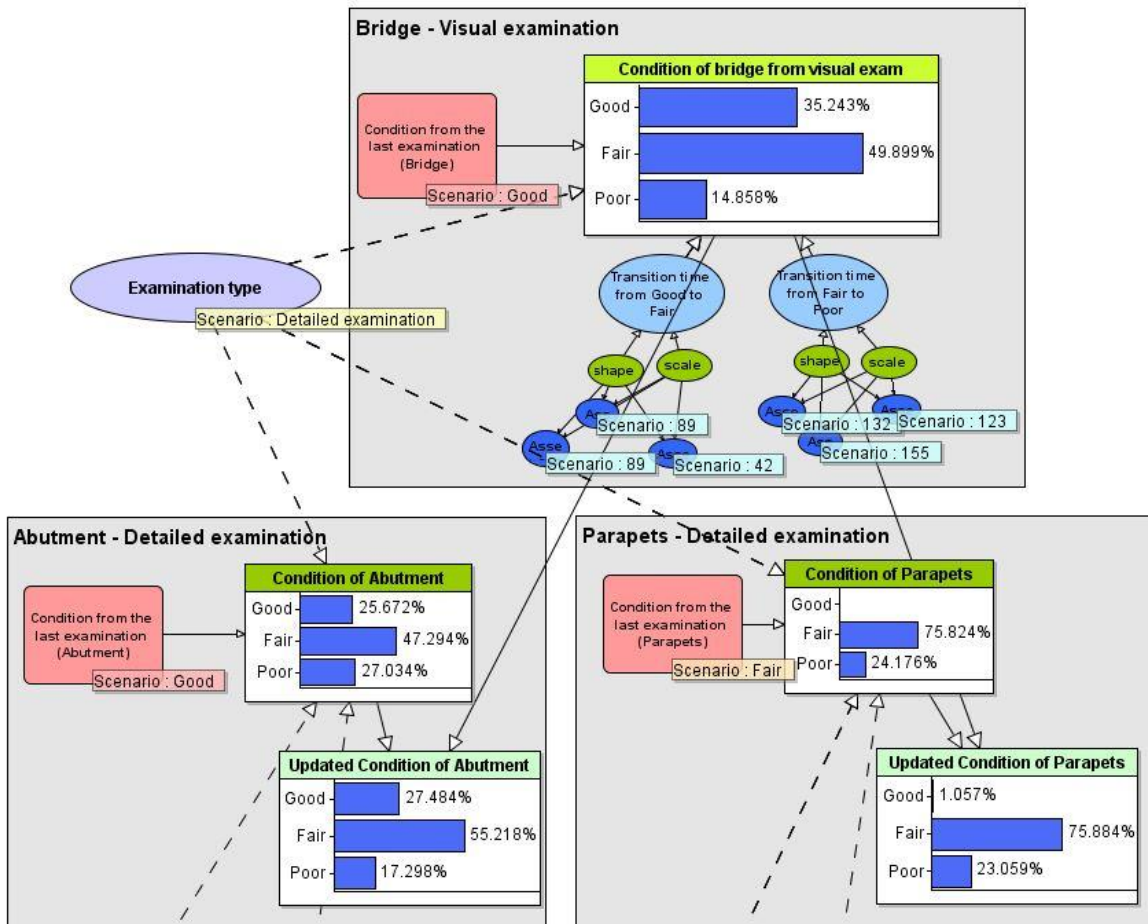 Bridge - Visual examination
Condition of bridge from visual exam
Good
35.243%
Fair
49.899%
Poor
14.858%
Condition from the
last examination
(Bridge)
Scenario : Good
Examination type
Scenario : Detailed examination
Transition time
from Good to
Fair
Transition time
from Fair to
Poor
shape
scale
shape
scale
Scenario : 89
Asse
Scenario : 89
Scenario : 42
Scenario : 132
Scenario : 123
Scenario : 155
Abutment - Detailed examination
Condition of Abutment
Good
25.672%
Fair
47.294%
Poor
27.034%
Condition from the
last examination
(Abutment)
Scenario : Good
Updated Condition of Abutment
Good
27.484%
Fair
55.218%
Poor
17.298%
Parapets - Detailed examination
Condition of Parapets
Good
Fair
75.824%
Poor
24.176%
Condition from the
last examination
(Parapets)
Scenario : Fair
Updated Condition of Parapets
Good
1.057%
Fair
75.884%
Poor
23.059%